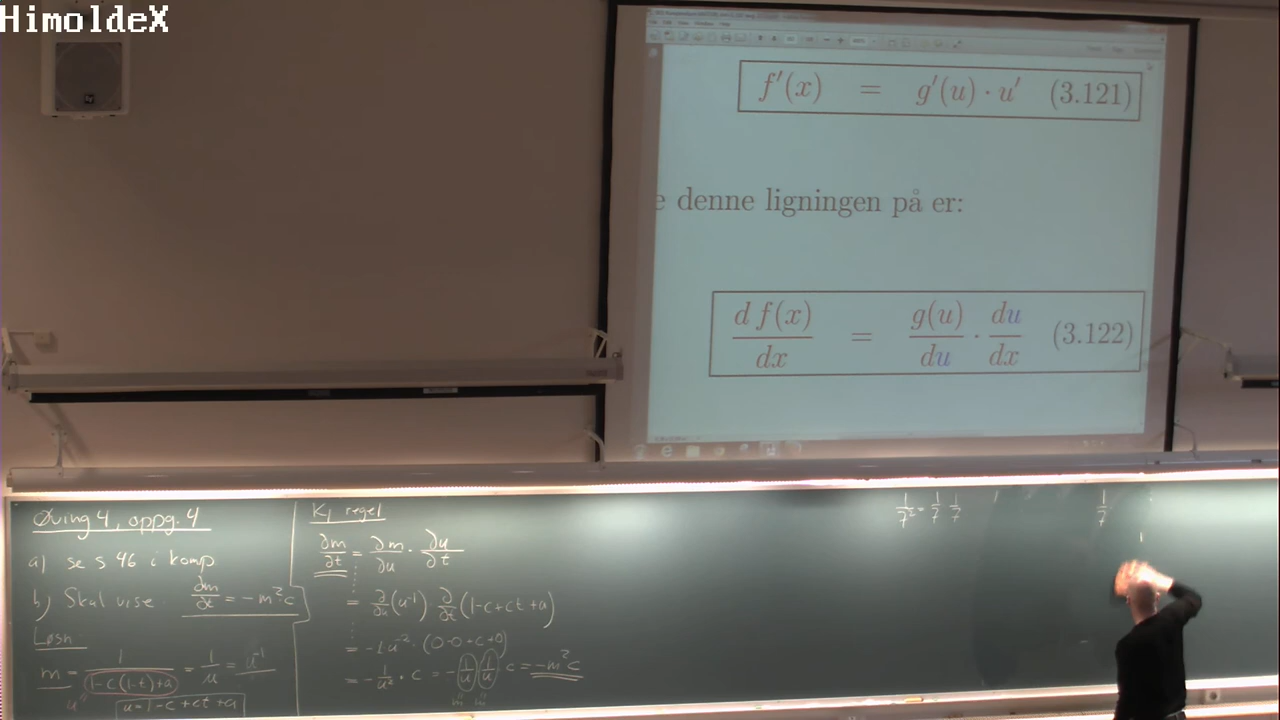 HimoldeX
f'(x) = g'(u) · u' (3.121)
e denne ligningen på er:
d f(x)/dx = g(u)/du · du/dx (3.122)
Øving 4, oppg. 4
a) se s 46 i komp
b) Skal vise ∂m/∂t = -m²c
Løsn.
m = 1/(1-c(1-t)+a) = 1/u = u⁻¹
u = 1-c+ct+a
Kj regel
∂m/∂t = ∂m/∂u · ∂u/∂t
= ∂/∂u (u⁻¹) ∂/∂t (1-c+ct+a)
= -1u⁻² · (0-0+c+0)
= -1/u² · c = -(1/u)(1/u) c = -m²c
m m
1/7² = 1/7 1/7
1/7